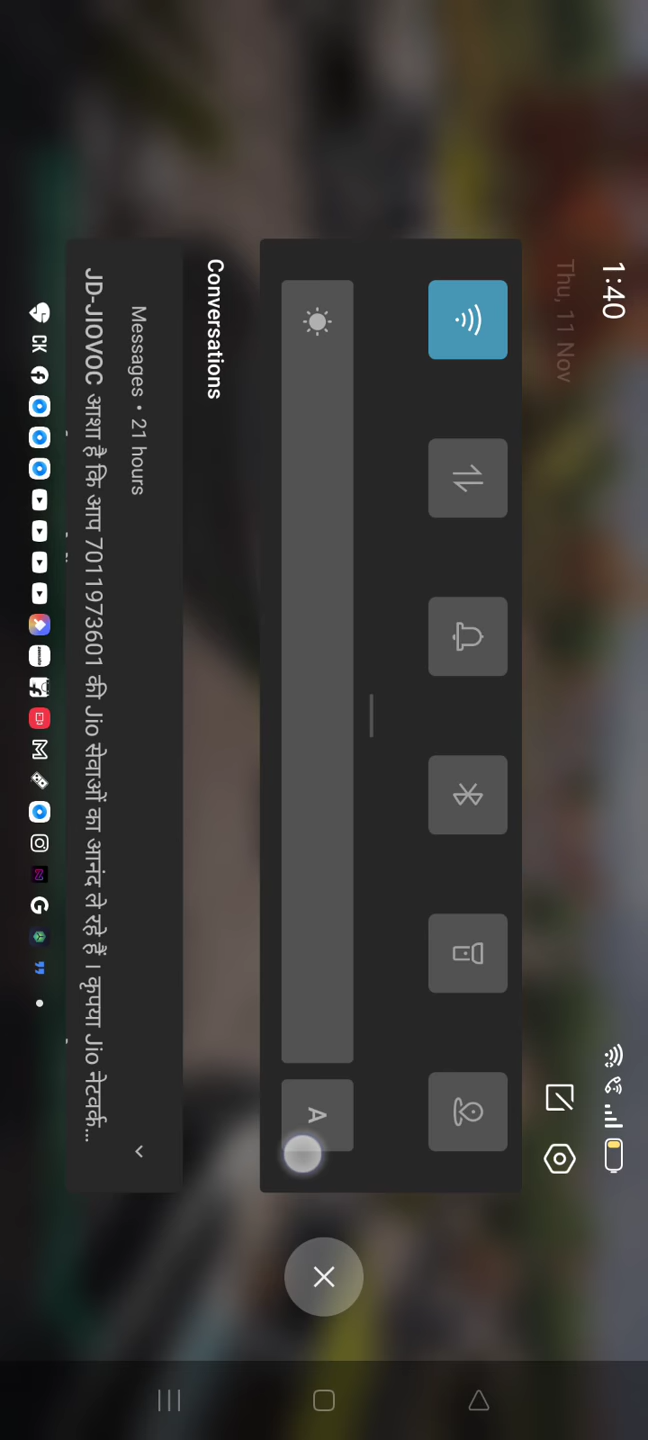 1:40
Thu, 11 Nov
A
Conversations
Messages • 21 hours
JD-JIOVOC आशा है कि आप 7011973601 की Jio सेवाओं का आनंद ले रहे हैं । कृपया Jio नेटवर्क...
CK